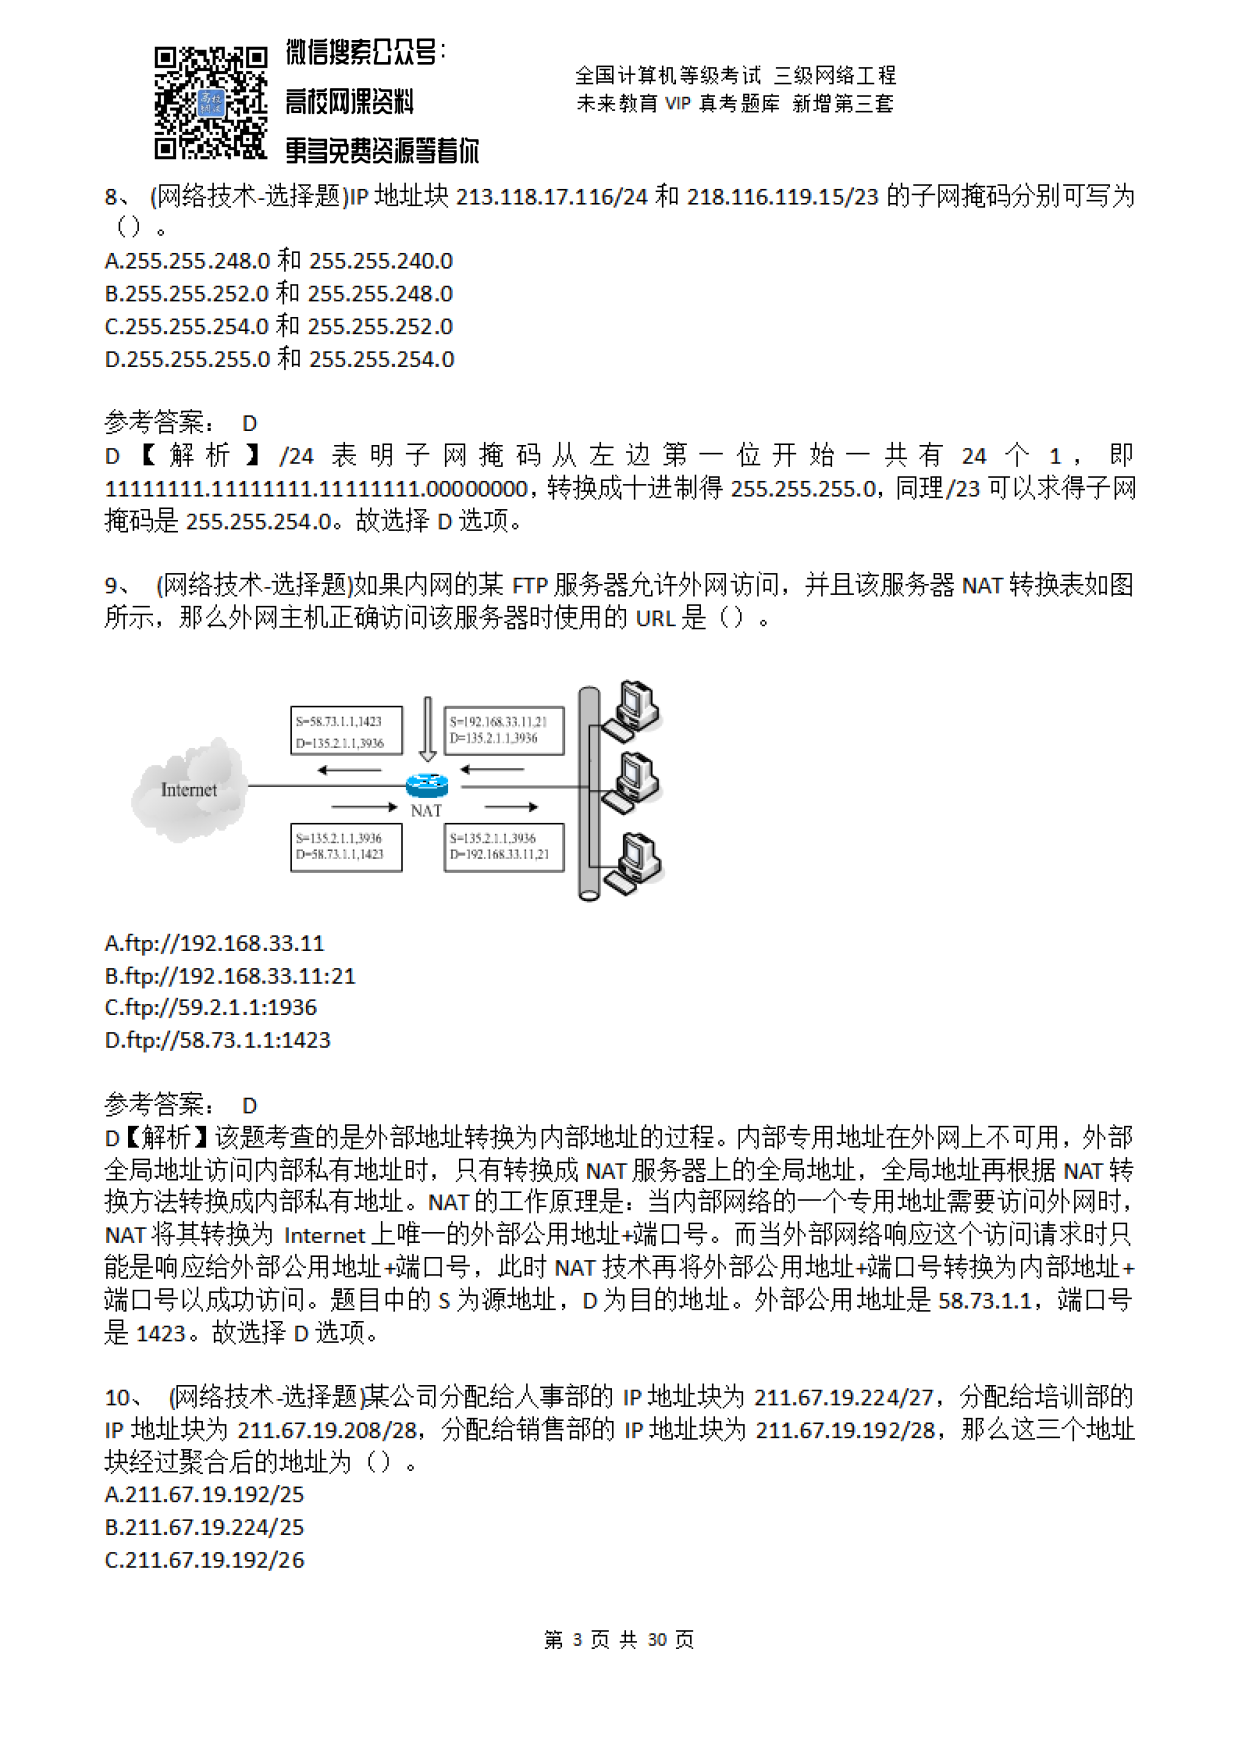 微信搜索公众号:
高校网课资料
更多免费资源等着你
全国计算机等级考试 三级网络工程
未来教育 VIP 真考题库 新增第三套
8、 (网络技术-选择题)IP 地址块 213.118.17.116/24 和 218.116.119.15/23 的子网掩码分别可写为
（）。
A.255.255.248.0 和 255.255.240.0
B.255.255.252.0 和 255.255.248.0
C.255.255.254.0 和 255.255.252.0
D.255.255.255.0 和 255.255.254.0
参考答案： D
D【解析】/24 表明子网掩码从左边第一位开始一共有 24 个 1，即
11111111.11111111.11111111.00000000，转换成十进制得 255.255.255.0，同理/23 可以求得子网
掩码是 255.255.254.0。故选择 D 选项。
9、 (网络技术-选择题)如果内网的某 FTP 服务器允许外网访问，并且该服务器 NAT 转换表如图
所示，那么外网主机正确访问该服务器时使用的 URL 是（）。
S=58.73.1.1,1423
D=135.2.1.1,3936
S=192.168.33.11,21
D=135.2.1.1,3936
Internet
NAT
S=135.2.1.1,3936
D=58.73.1.1,1423
S=135.2.1.1,3936
D=192.168.33.11,21
A.ftp://192.168.33.11
B.ftp://192.168.33.11:21
C.ftp://59.2.1.1:1936
D.ftp://58.73.1.1:1423
参考答案： D
D【解析】该题考查的是外部地址转换为内部地址的过程。内部专用地址在外网上不可用，外部
全局地址访问内部私有地址时，只有转换成 NAT 服务器上的全局地址，全局地址再根据 NAT 转
换方法转换成内部私有地址。NAT 的工作原理是：当内部网络的一个专用地址需要访问外网时，
NAT 将其转换为 Internet 上唯一的外部公用地址+端口号。而当外部网络响应这个访问请求时只
能是响应给外部公用地址+端口号，此时 NAT 技术再将外部公用地址+端口号转换为内部地址+
端口号以成功访问。题目中的 S 为源地址，D 为目的地址。外部公用地址是 58.73.1.1，端口号
是 1423。故选择 D 选项。
10、 (网络技术-选择题)某公司分配给人事部的 IP 地址块为 211.67.19.224/27，分配给培训部的
IP 地址块为 211.67.19.208/28，分配给销售部的 IP 地址块为 211.67.19.192/28，那么这三个地址
块经过聚合后的地址为（）。
A.211.67.19.192/25
B.211.67.19.224/25
C.211.67.19.192/26
第 3 页 共 30 页